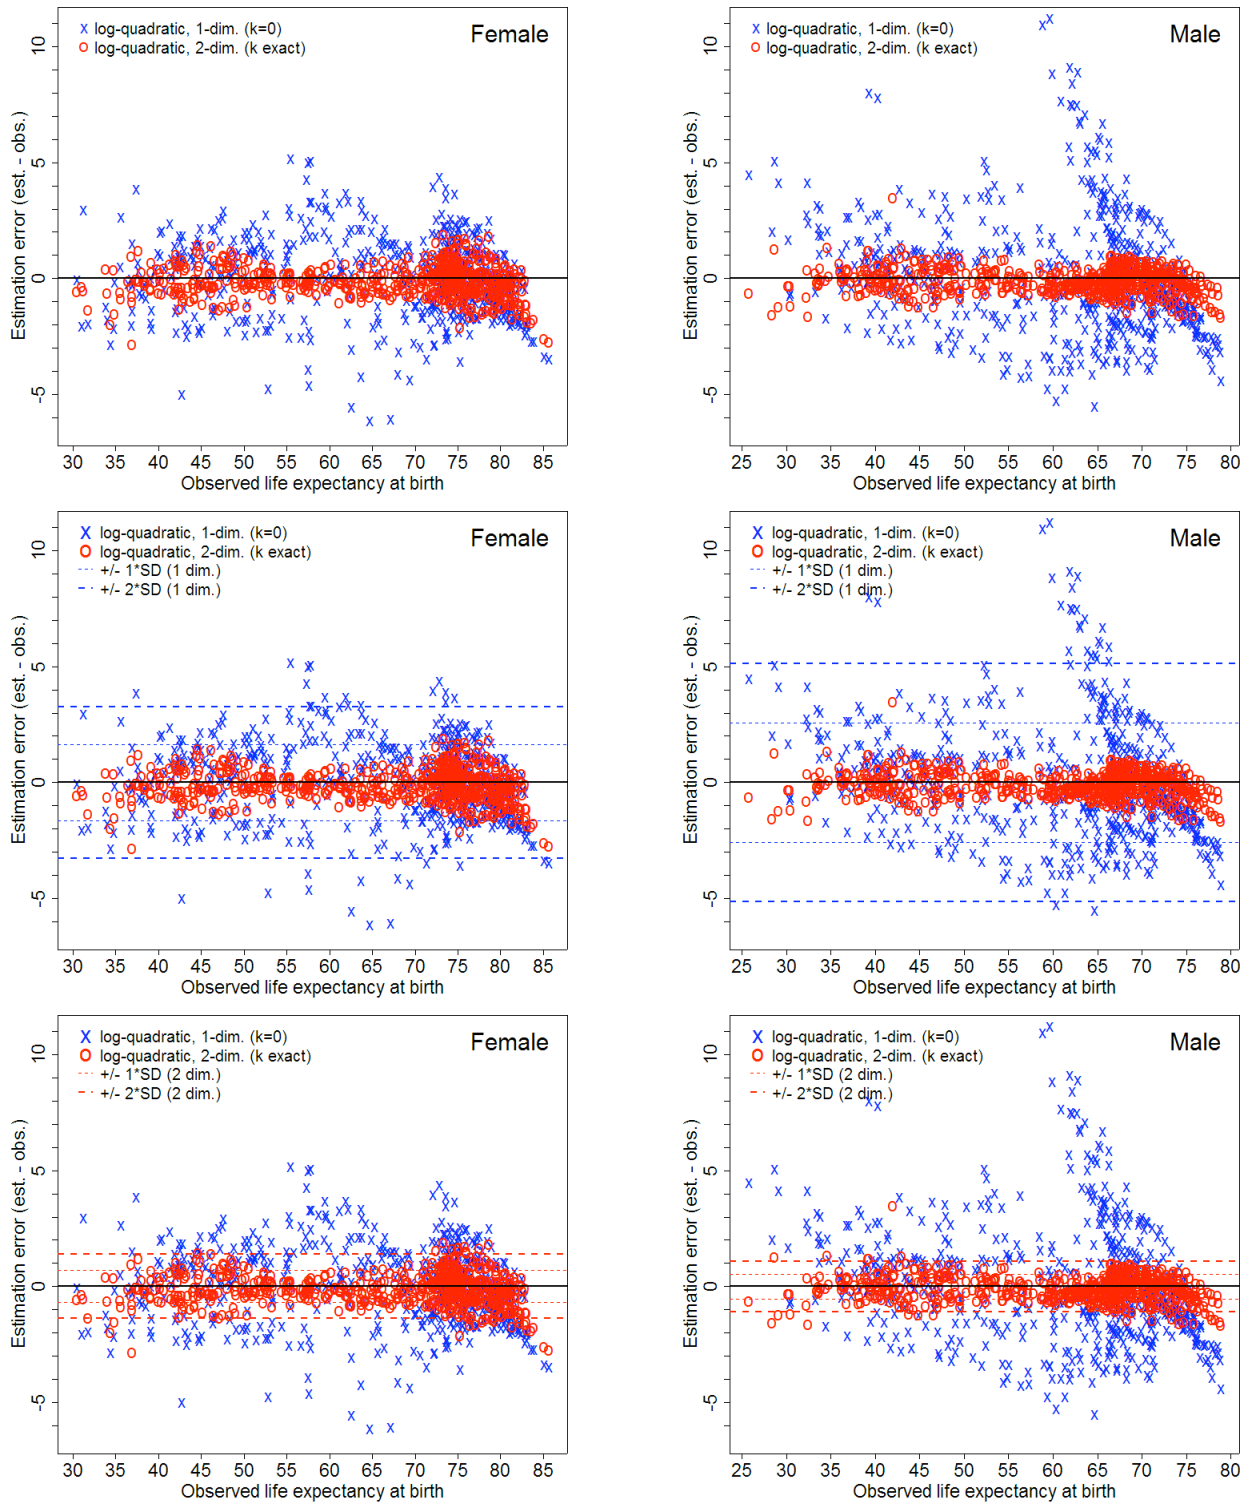 x log-quadratic, 1-dim. (k=0)
o log-quadratic, 2-dim. (k exact)
Female
Estimation error (est. - obs.)
10
5
0
-5
30 35 40 45 50 55 60 65 70 75 80 85
Observed life expectancy at birth
x log-quadratic, 1-dim. (k=0)
o log-quadratic, 2-dim. (k exact)
Male
Estimation error (est. - obs.)
10
5
0
-5
25 30 35 40 45 50 55 60 65 70 75 80
Observed life expectancy at birth
X log-quadratic, 1-dim. (k=0)
O log-quadratic, 2-dim. (k exact)
+/- 1*SD (1 dim.)
+/- 2*SD (1 dim.)
Female
Estimation error (est. - obs.)
10
5
0
-5
30 35 40 45 50 55 60 65 70 75 80 85
Observed life expectancy at birth
X log-quadratic, 1-dim. (k=0)
O log-quadratic, 2-dim. (k exact)
+/- 1*SD (1 dim.)
+/- 2*SD (1 dim.)
Male
Estimation error (est. - obs.)
10
5
0
-5
25 30 35 40 45 50 55 60 65 70 75 80
Observed life expectancy at birth
X log-quadratic, 1-dim. (k=0)
O log-quadratic, 2-dim. (k exact)
+/- 1*SD (2 dim.)
+/- 2*SD (2 dim.)
Female
Estimation error (est. - obs.)
10
5
0
-5
30 35 40 45 50 55 60 65 70 75 80 85
Observed life expectancy at birth
X log-quadratic, 1-dim. (k=0)
O log-quadratic, 2-dim. (k exact)
+/- 1*SD (2 dim.)
+/- 2*SD (2 dim.)
Male
Estimation error (est. - obs.)
10
5
0
-5
25 30 35 40 45 50 55 60 65 70 75 80
Observed life expectancy at birth